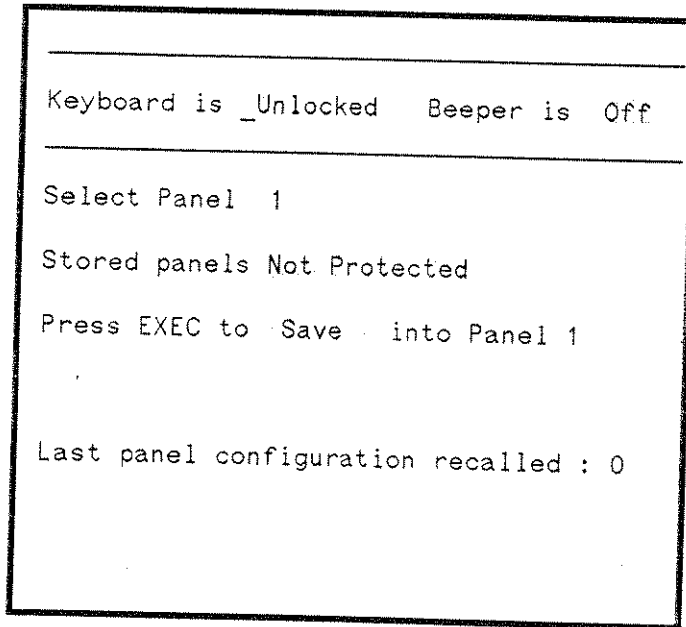 Keyboard is _Unlocked Beeper is Off
Select Panel 1
Stored panels Not Protected
Press EXEC to Save into Panel 1
Last panel configuration recalled : 0